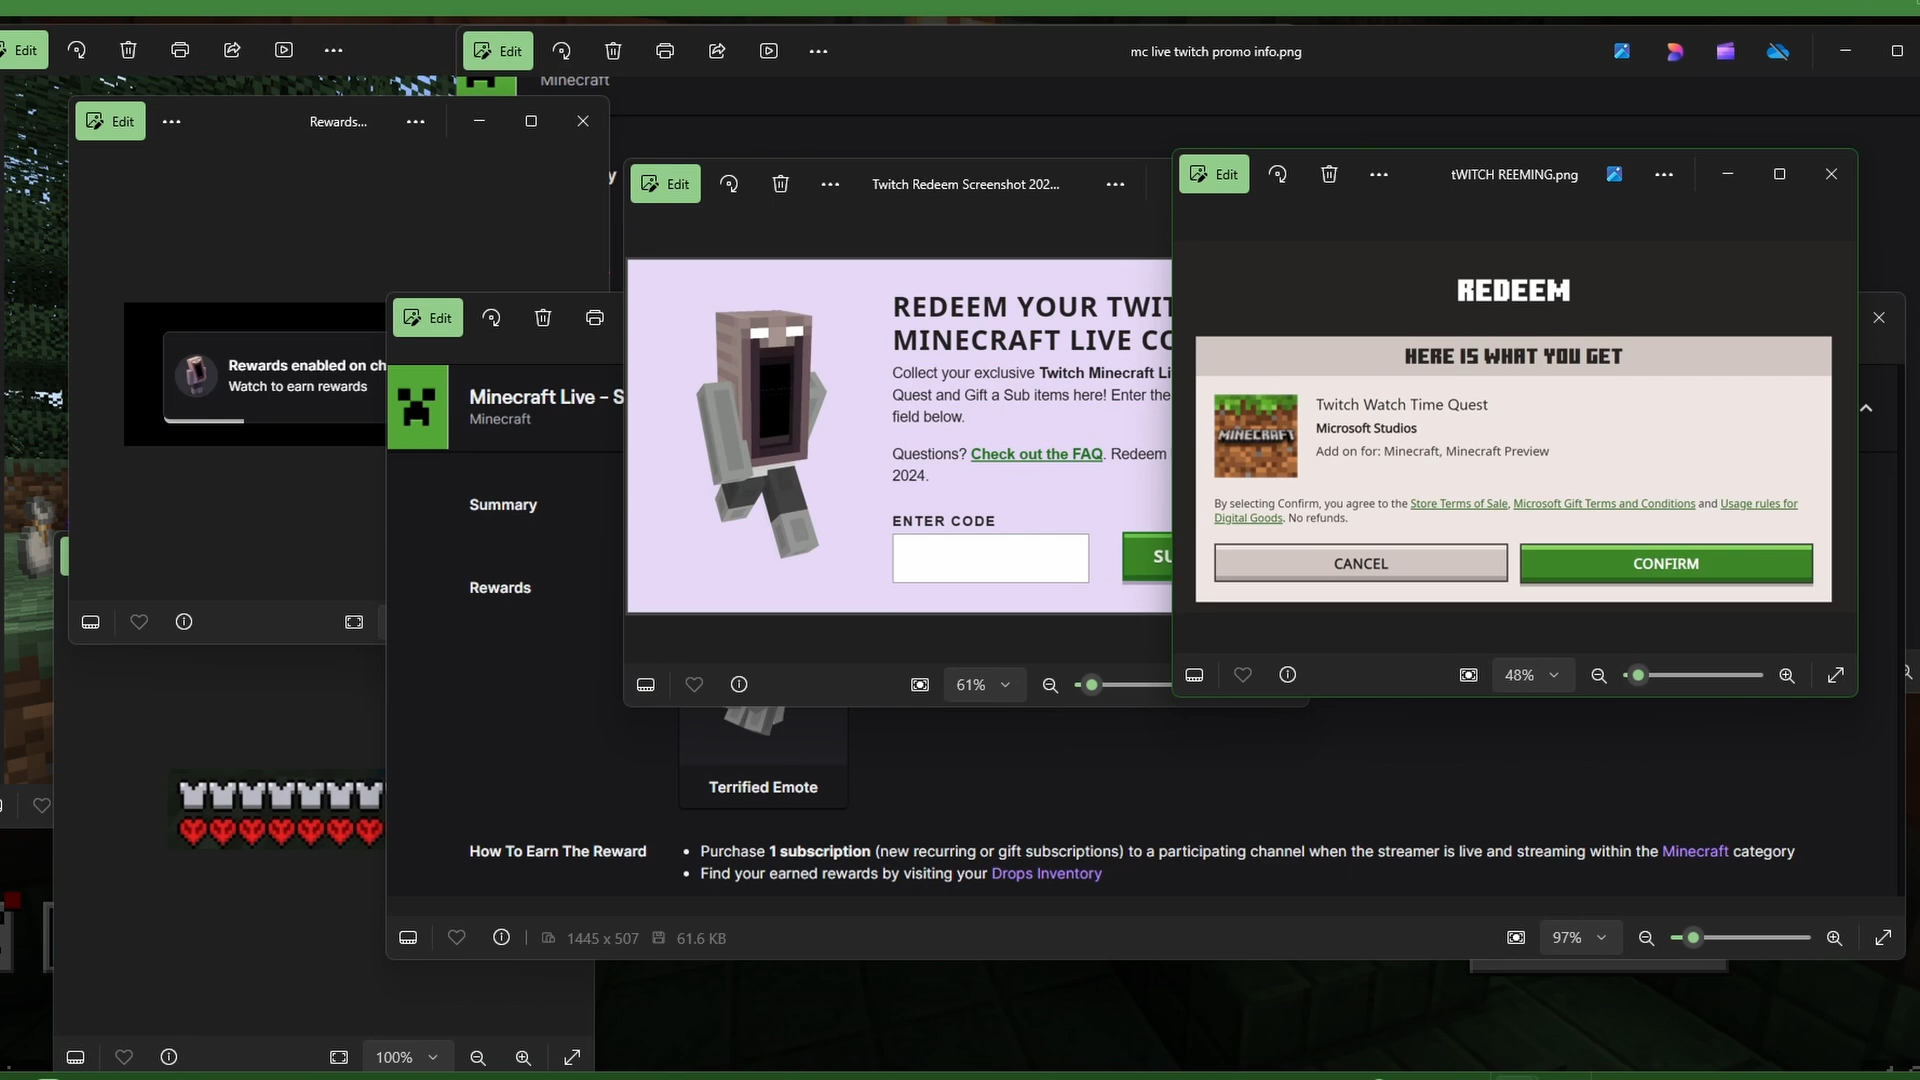 Edit
Edit
mc live twitch promo info.png
Minecraft
Edit
Rewards...
Edit
Twitch Redeem Screenshot 202...
Edit
tWITCH REEMING.png
Rewards enabled on ch
Watch to earn rewards
Edit
Minecraft Live – S
Minecraft
Summary
Rewards
REDEEM YOUR TWIT
MINECRAFT LIVE CO
Collect your exclusive Twitch Minecraft Li
Quest and Gift a Sub items here! Enter the
field below.
Questions? Check out the FAQ. Redeem
2024.
ENTER CODE
SU
61%
REDEEM
HERE IS WHAT YOU GET
MINECRAFT
Twitch Watch Time Quest
Microsoft Studios
Add on for: Minecraft, Minecraft Preview
By selecting Confirm, you agree to the Store Terms of Sale, Microsoft Gift Terms and Conditions and Usage rules for
Digital Goods. No refunds.
CANCEL
CONFIRM
48%
Terrified Emote
How To Earn The Reward
• Purchase 1 subscription (new recurring or gift subscriptions) to a participating channel when the streamer is live and streaming within the Minecraft category
• Find your earned rewards by visiting your Drops Inventory
1445 x 507
61.6 KB
97%
100%